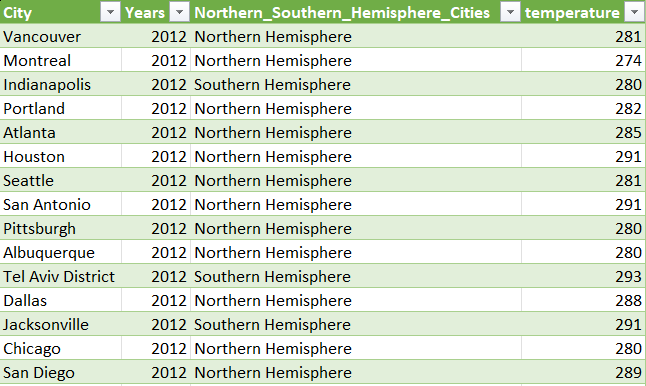 City Years Northern_Southern_Hemisphere_Cities temperature
Vancouver 2012 Northern Hemisphere 281
Montreal 2012 Northern Hemisphere 274
Indianapolis 2012 Southern Hemisphere 280
Portland 2012 Northern Hemisphere 282
Atlanta 2012 Northern Hemisphere 285
Houston 2012 Northern Hemisphere 291
Seattle 2012 Northern Hemisphere 281
San Antonio 2012 Northern Hemisphere 291
Pittsburgh 2012 Northern Hemisphere 280
Albuquerque 2012 Northern Hemisphere 280
Tel Aviv District 2012 Southern Hemisphere 293
Dallas 2012 Northern Hemisphere 288
Jacksonville 2012 Southern Hemisphere 291
Chicago 2012 Northern Hemisphere 280
San Diego 2012 Northern Hemisphere 289